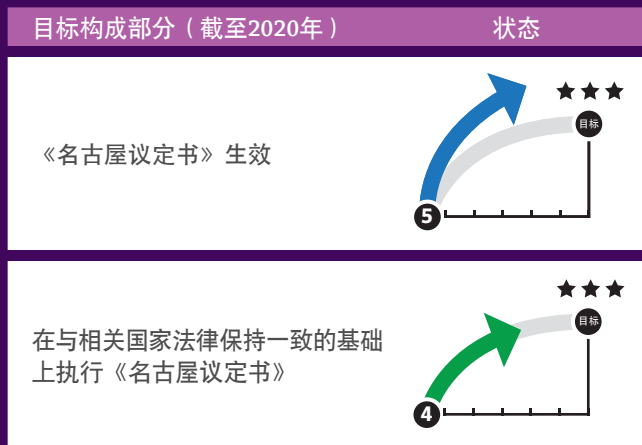 目标构成部分（截至2020年） 状态
★★★
目标
《名古屋议定书》生效
5
★★★
目标
在与相关国家法律保持一致的基础
上执行《名古屋议定书》
4